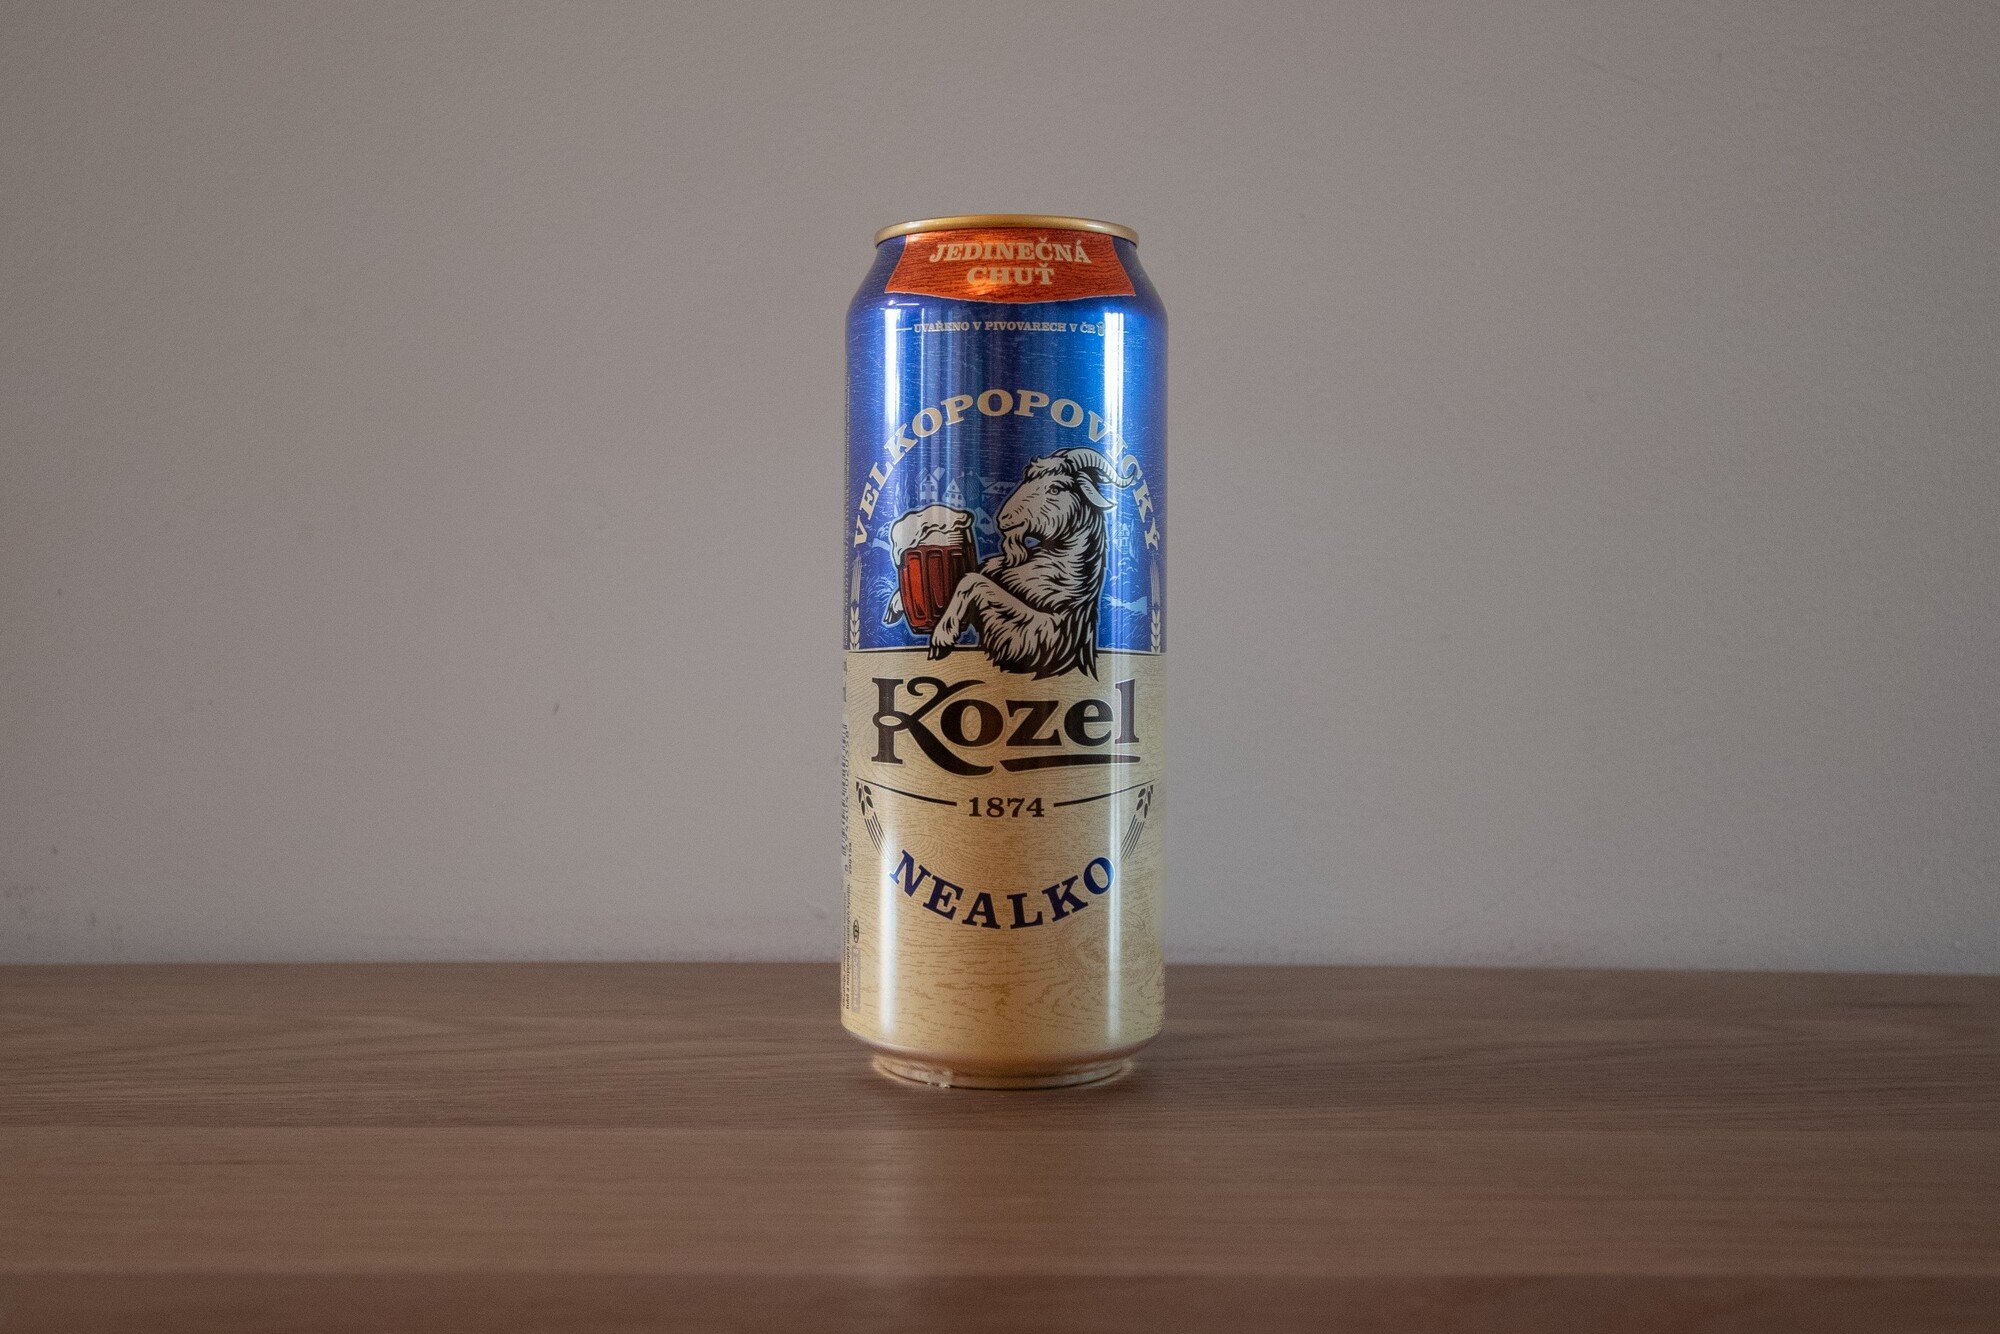 JEDINEČNÁ
CHUŤ
UVAŘENO V PIVOVARECH V ČR
VELKOPOPOVICKÝ
Kozel
1874
NEALKO